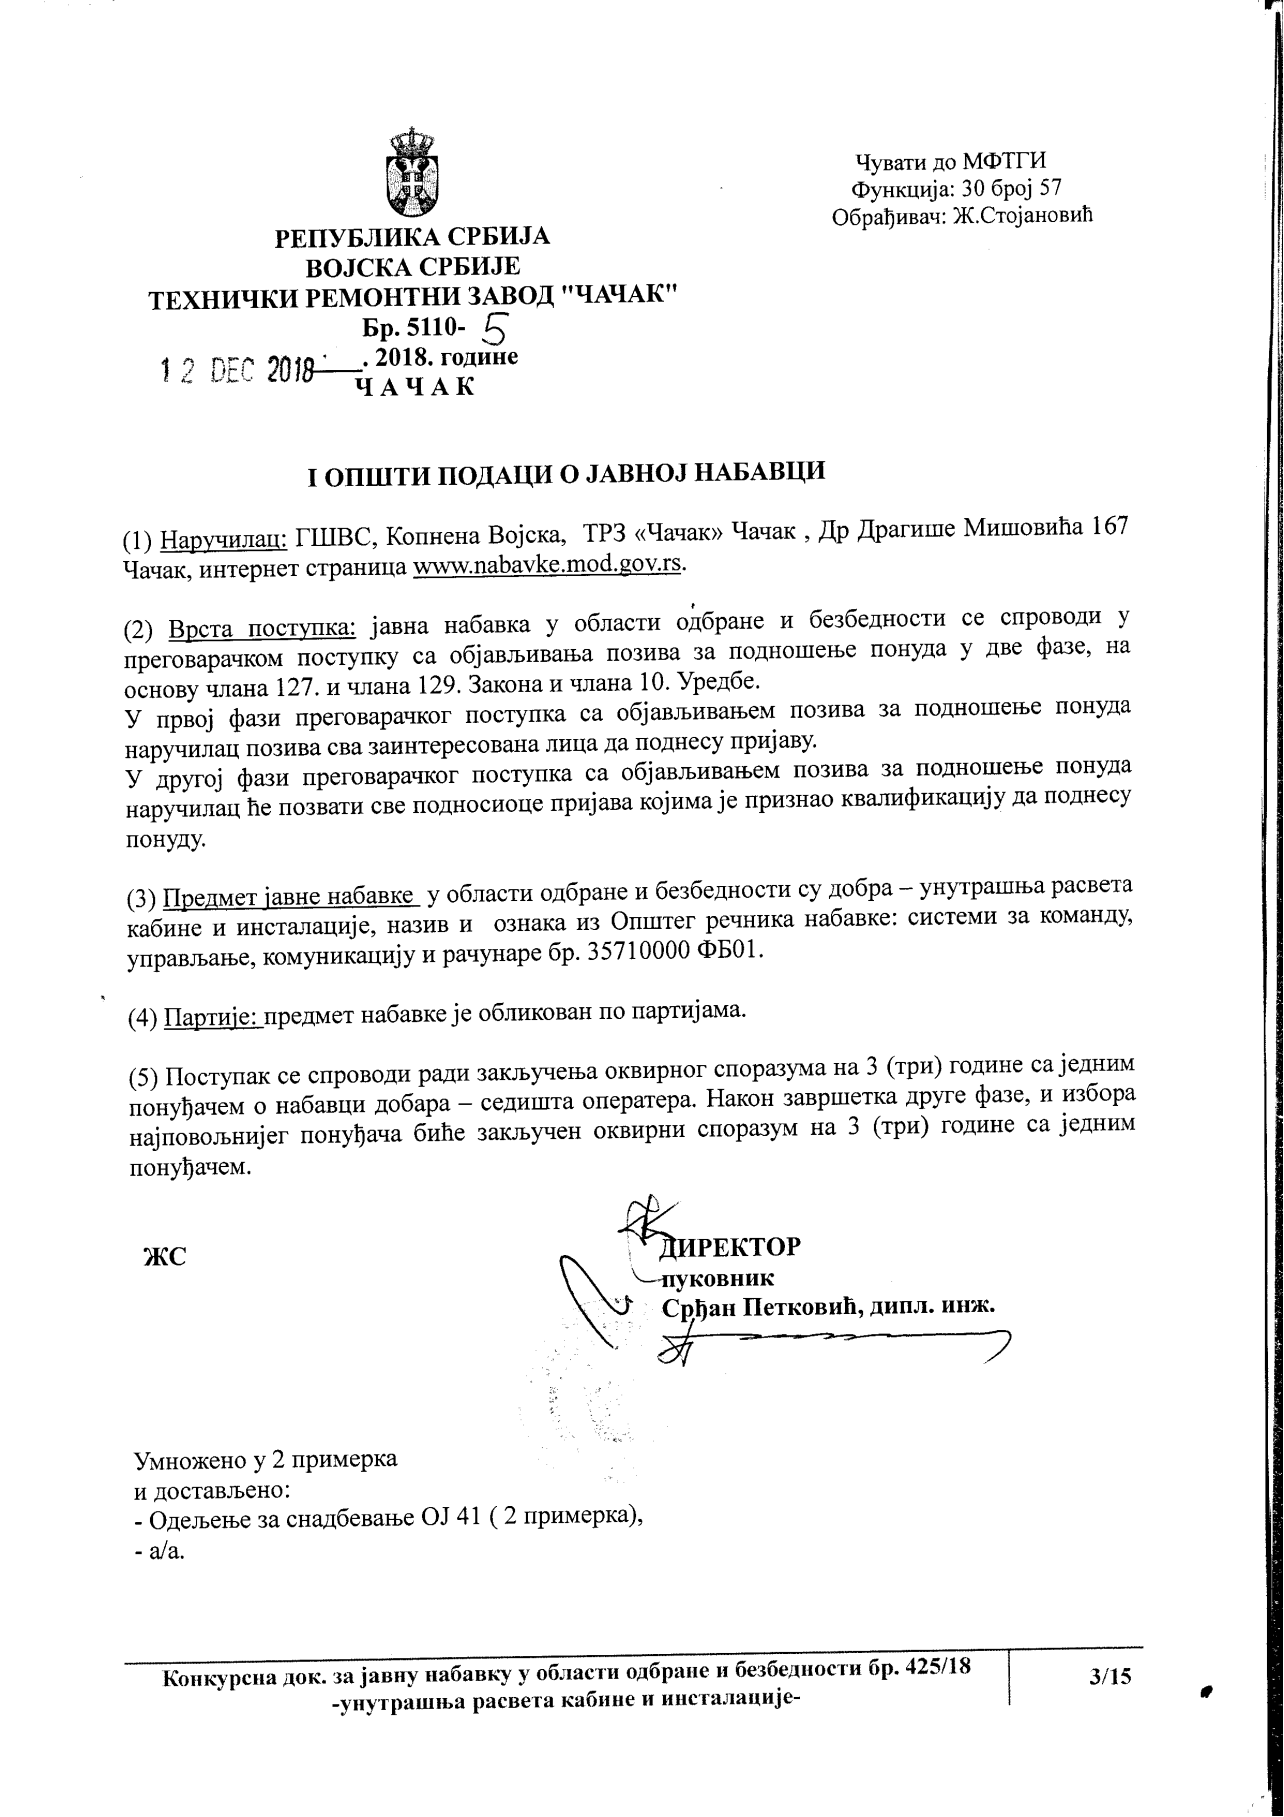 Чувати до МФТГИ
Функција: 30 број 57
Обрађивач: Ж.Стојановић
РЕПУБЛИКА СРБИЈА
ВОЈСКА СРБИЈЕ
ТЕХНИЧКИ РЕМОНТНИ ЗАВОД "ЧАЧАК"
Бр. 5110- 5
12 DEC 2018 . 2018. године
Ч А Ч А К
I ОПШТИ ПОДАЦИ О ЈАВНОЈ НАБАВЦИ
(1) Наручилац: ГШВС, Копнена Војска, ТРЗ «Чачак» Чачак , Др Драгише Мишовића 167
Чачак, интернет страница www.nabavke.mod.gov.rs.
(2) Врста поступка: јавна набавка у области одбране и безбедности се спроводи у
преговарачком поступку са објављивања позива за подношење понуда у две фазе, на
основу члана 127. и члана 129. Закона и члана 10. Уредбе.
У првој фази преговарачког поступка са објављивањем позива за подношење понуда
наручилац позива сва заинтересована лица да поднесу пријаву.
У другој фази преговарачког поступка са објављивањем позива за подношење понуда
наручилац ће позвати све подносиоце пријава којима је признао квалификацију да поднесу
понуду.
(3) Предмет јавне набавке у области одбране и безбедности су добра – унутрашња расвета
кабине и инсталације, назив и ознака из Општег речника набавке: системи за команду,
управљање, комуникацију и рачунаре бр. 35710000 ФБ01.
(4) Партије: предмет набавке је обликован по партијама.
(5) Поступак се спроводи ради закључења оквирног споразума на 3 (три) године са једним
понуђачем о набавци добара – седишта оператера. Након завршетка друге фазе, и избора
најповољнијег понуђача биће закључен оквирни споразум на 3 (три) године са једним
понуђачем.
ЖС
ДИРЕКТОР
пуковник
Срђан Петковић, дипл. инж.
Умножено у 2 примерка
и достављено:
- Одељење за снадбевање ОЈ 41 ( 2 примерка),
- а/а.
Конкурсна док. за јавну набавку у области одбране и безбедности бр. 425/18
-унутрашња расвета кабине и инсталације-
3/15